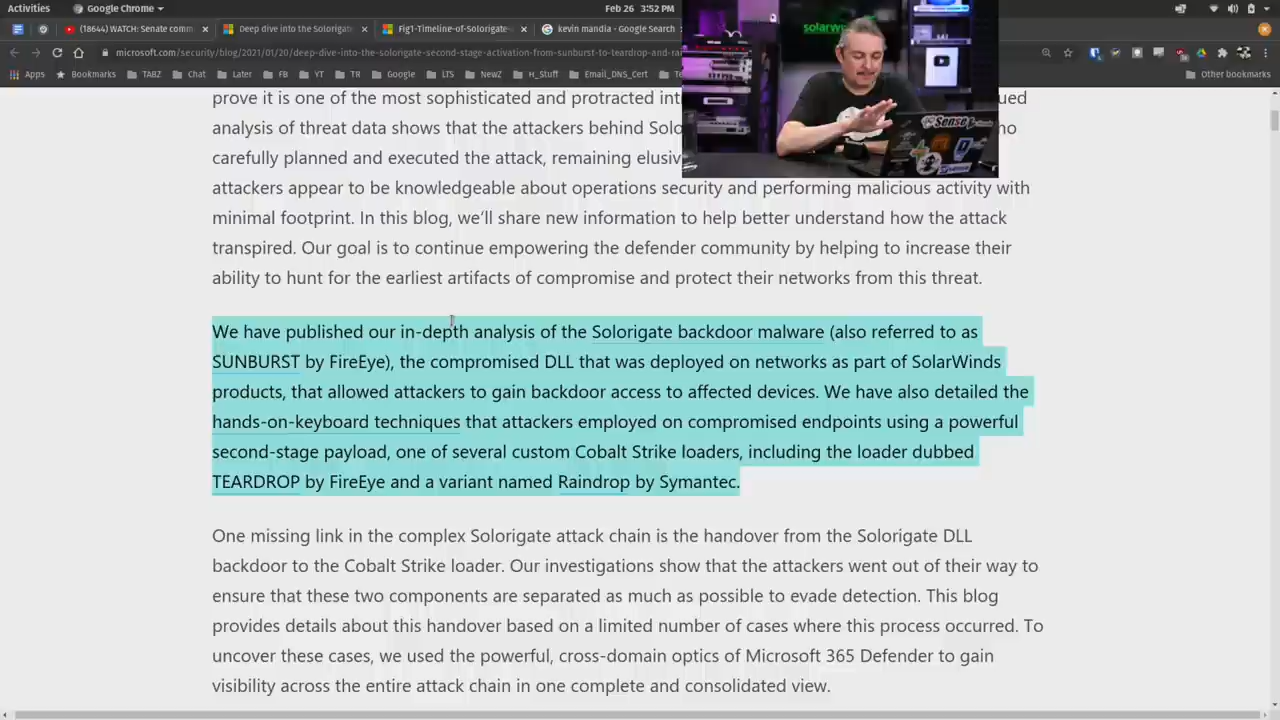 Activities
Google Chrome
Feb 26 3:52 PM
solarw
(1864) WATCH: Senate comm
Deep dive into the Solorigate
Fig1-Timeline-of-Solorigate
kevin mandia - Google Search
microsoft.com/security/blog/2021/01/20/deep-dive-into-the-solorigate-second-stage-activation-from-sunburst-to-teardrop-and-ra
Apps
Bookmarks
TABZ
Chat
Later
FB
YT
TR
Google
LTS
NewZ
H_Stuff
Email_DNS_Cert
Other bookmarks
prove it is one of the most sophisticated and protracted int ued
analysis of threat data shows that the attackers behind Solo ho
carefully planned and executed the attack, remaining elusiv
attackers appear to be knowledgeable about operations security and performing malicious activity with
minimal footprint. In this blog, we’ll share new information to help better understand how the attack
transpired. Our goal is to continue empowering the defender community by helping to increase their
ability to hunt for the earliest artifacts of compromise and protect their networks from this threat.
We have published our in-depth analysis of the Solorigate backdoor malware (also referred to as
SUNBURST by FireEye), the compromised DLL that was deployed on networks as part of SolarWinds
products, that allowed attackers to gain backdoor access to affected devices. We have also detailed the
hands-on-keyboard techniques that attackers employed on compromised endpoints using a powerful
second-stage payload, one of several custom Cobalt Strike loaders, including the loader dubbed
TEARDROP by FireEye and a variant named Raindrop by Symantec.
One missing link in the complex Solorigate attack chain is the handover from the Solorigate DLL
backdoor to the Cobalt Strike loader. Our investigations show that the attackers went out of their way to
ensure that these two components are separated as much as possible to evade detection. This blog
provides details about this handover based on a limited number of cases where this process occurred. To
uncover these cases, we used the powerful, cross-domain optics of Microsoft 365 Defender to gain
visibility across the entire attack chain in one complete and consolidated view.